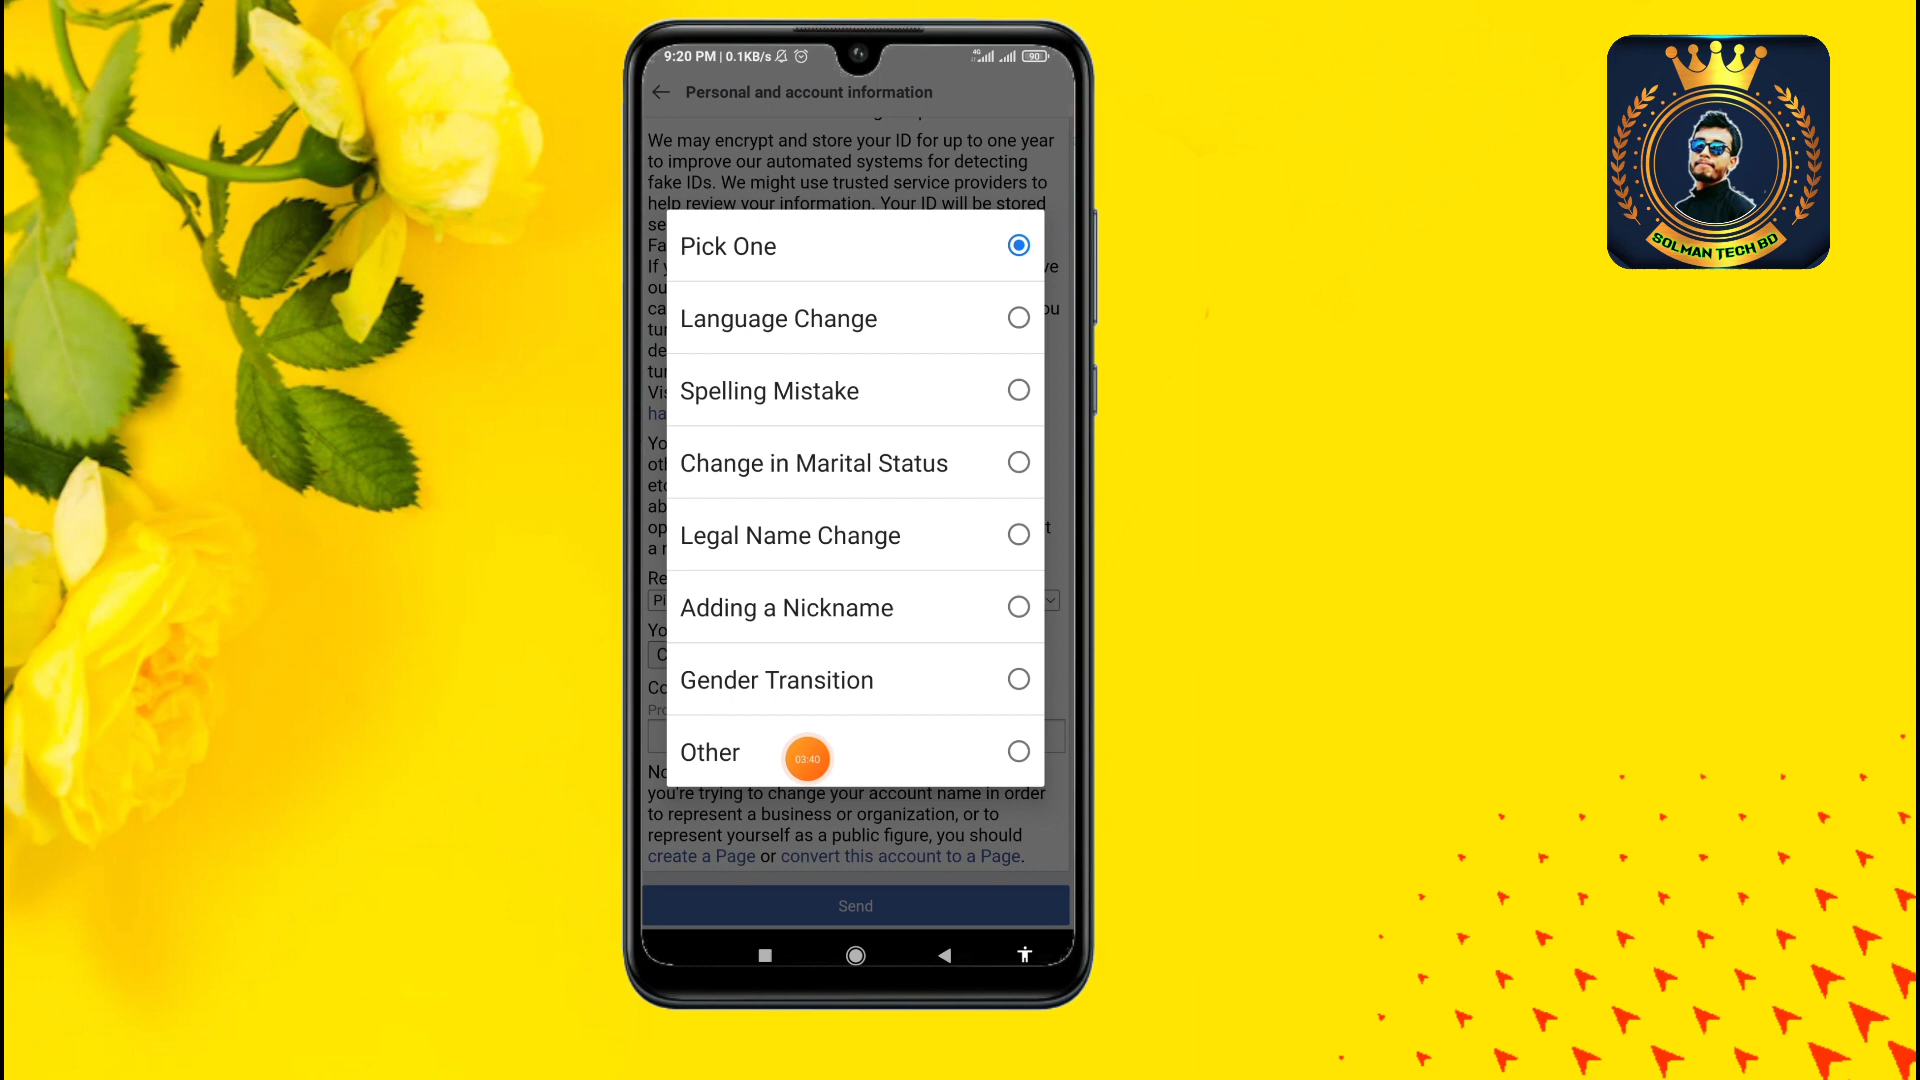 9:20 PM | 0.1KB/s
4G
90
Personal and account information
We may encrypt and store your ID for up to one year
to improve our automated systems for detecting
fake IDs. We might use trusted service providers to
help review your information. Your ID will be stored
Pick One
Language Change
Spelling Mistake
Change in Marital Status
Legal Name Change
Adding a Nickname
Gender Transition
Other
03:40
you're trying to change your account name in order
to represent a business or organization, or to
represent yourself as a public figure, you should
create a Page or convert this account to a Page.
Send
SOLMAN TECH BD